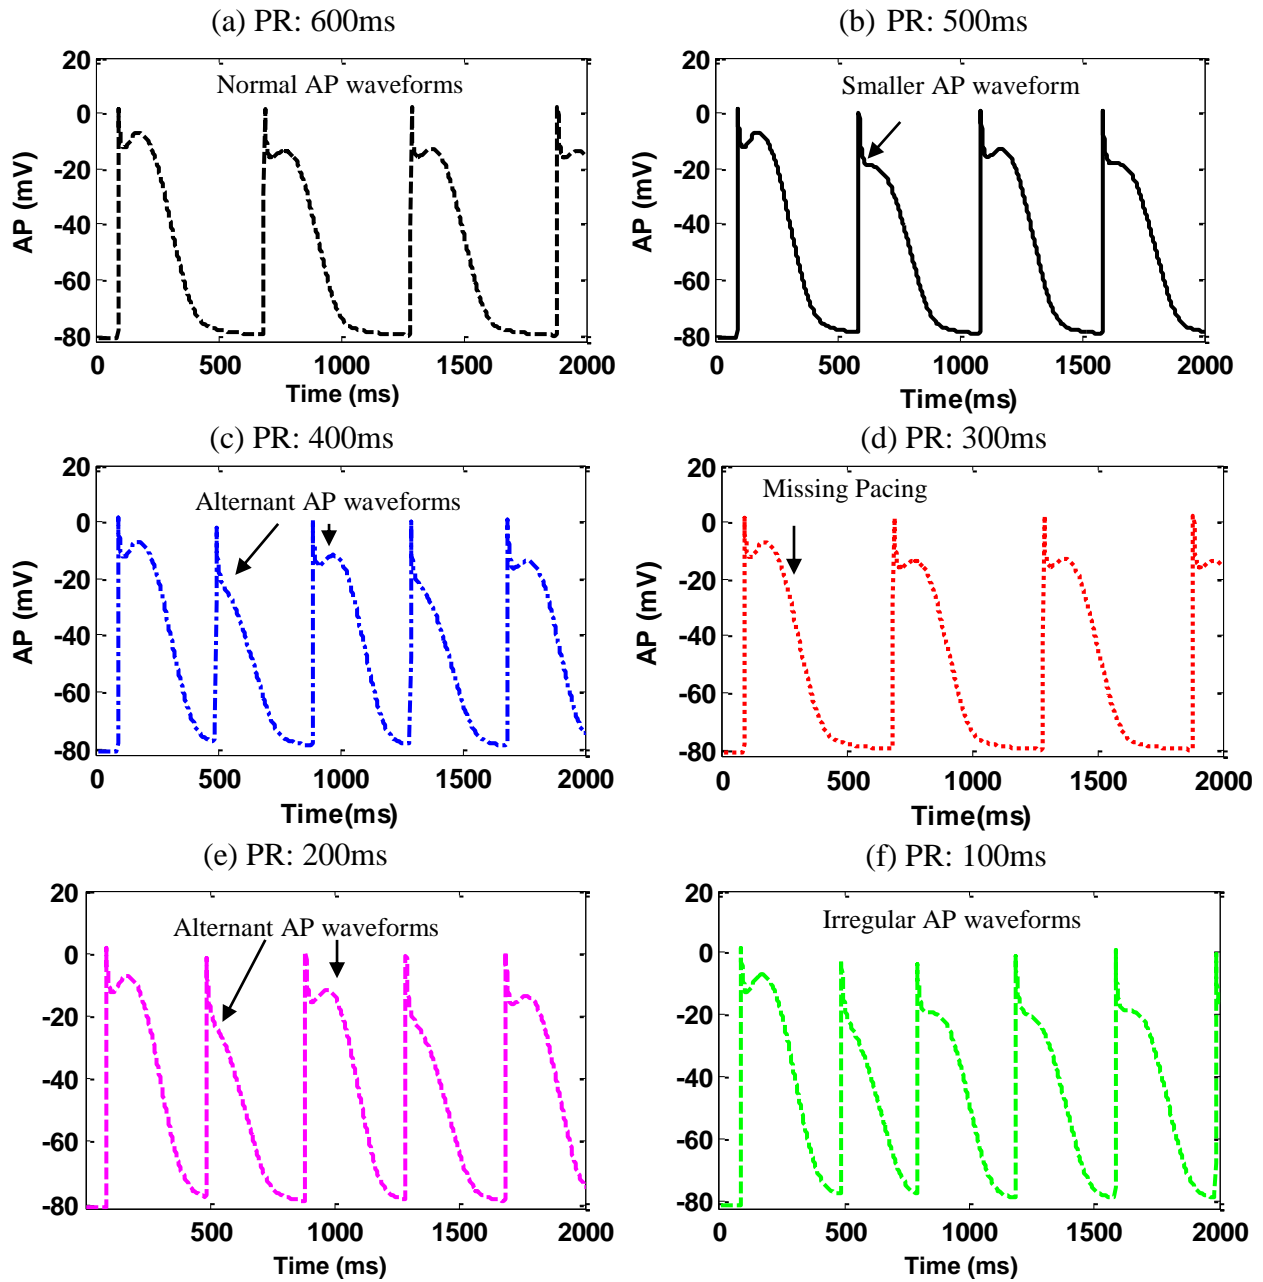 (a) PR: 600ms
(b) PR: 500ms
20
0
-20
-40
-60
-80
AP (mV)
Normal AP waveforms
0 500 1000 1500 2000
Time (ms)
20
0
-20
-40
-60
-80
AP (mV)
Smaller AP waveform
0 500 1000 1500 2000
Time(ms)
(c) PR: 400ms
(d) PR: 300ms
20
0
-20
-40
-60
-80
AP (mV)
Alternant AP waveforms
0 500 1000 1500 2000
Time(ms)
20
0
-20
-40
-60
-80
AP (mV)
Missing Pacing
0 500 1000 1500 2000
Time(ms)
(e) PR: 200ms
(f) PR: 100ms
20
0
-20
-40
-60
-80
AP (mV)
Alternant AP waveforms
500 1000 1500 2000
Time (ms)
20
0
-20
-40
-60
-80
AP (mV)
Irregular AP waveforms
0 500 1000 1500 2000
Time (ms)